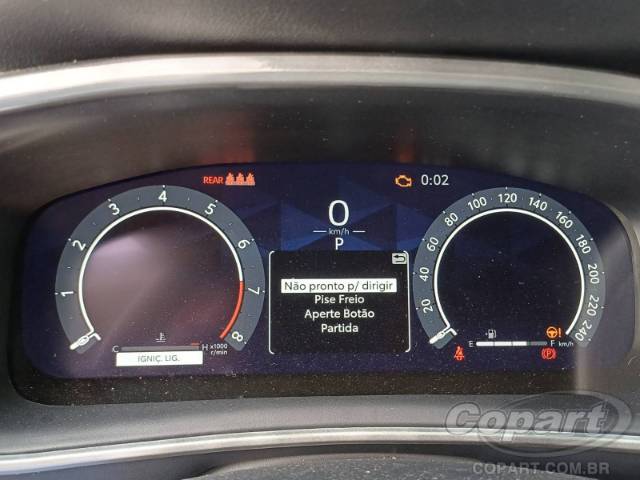 REAR
0:02
0
km/h
P
1
2
3
4
5
6
7
8
C H
x1000
r/min
IGNIÇ. LIG.
Não pronto p/ dirigir
Pise Freio
Aperte Botão
Partida
20
40
60
80
100
120
140
160
180
200
220
240
E F
km/h
(P)
Copart
COPART.COM.BR